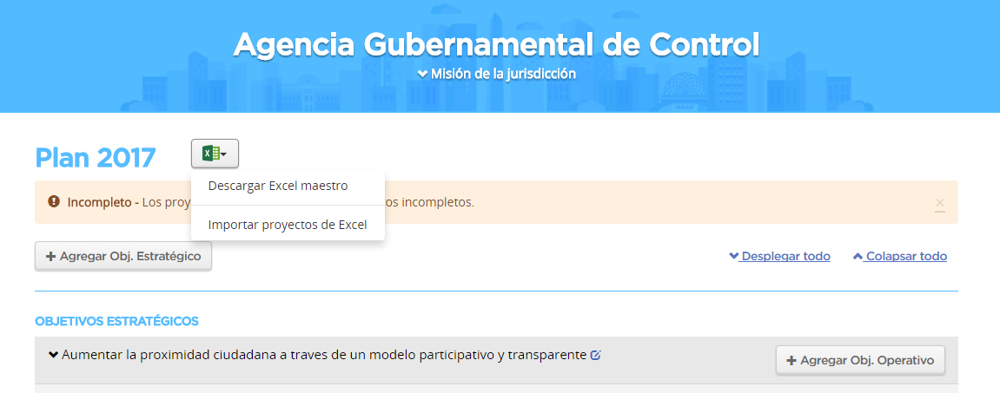 Agencia Gubernamental de Control
Misión de la jurisdicción
Plan 2017
Descargar Excel maestro
Incompleto - Los proy
os incompletos.
Importar proyectos de Excel
Agregar Obj. Estratégico
Desplegar todo
Colapsar todo
OBJETIVOS ESTRATÉGICOS
Aumentar la proximidad ciudadana a traves de un modelo participativo y transparente
Agregar Obj. Operativo